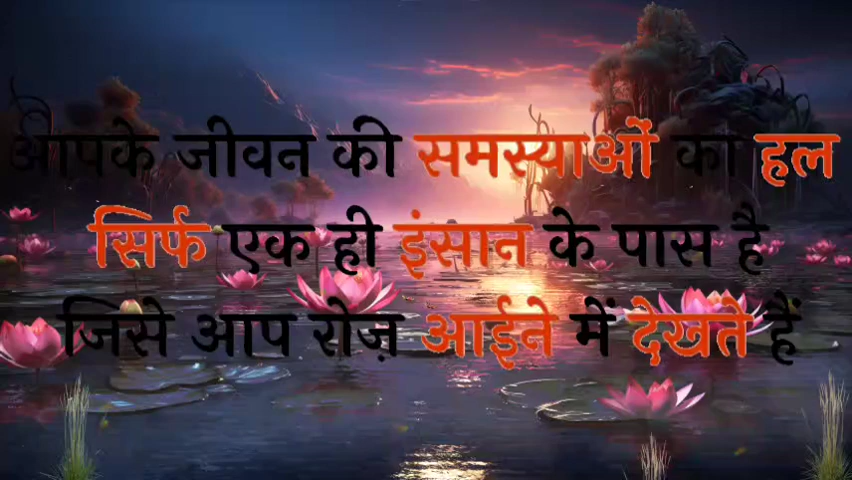 आपके जीवन की समस्याओं का हल
सिर्फ एक ही इंसान के पास है
जिसे आप रोज़ आईने में देखते हैं